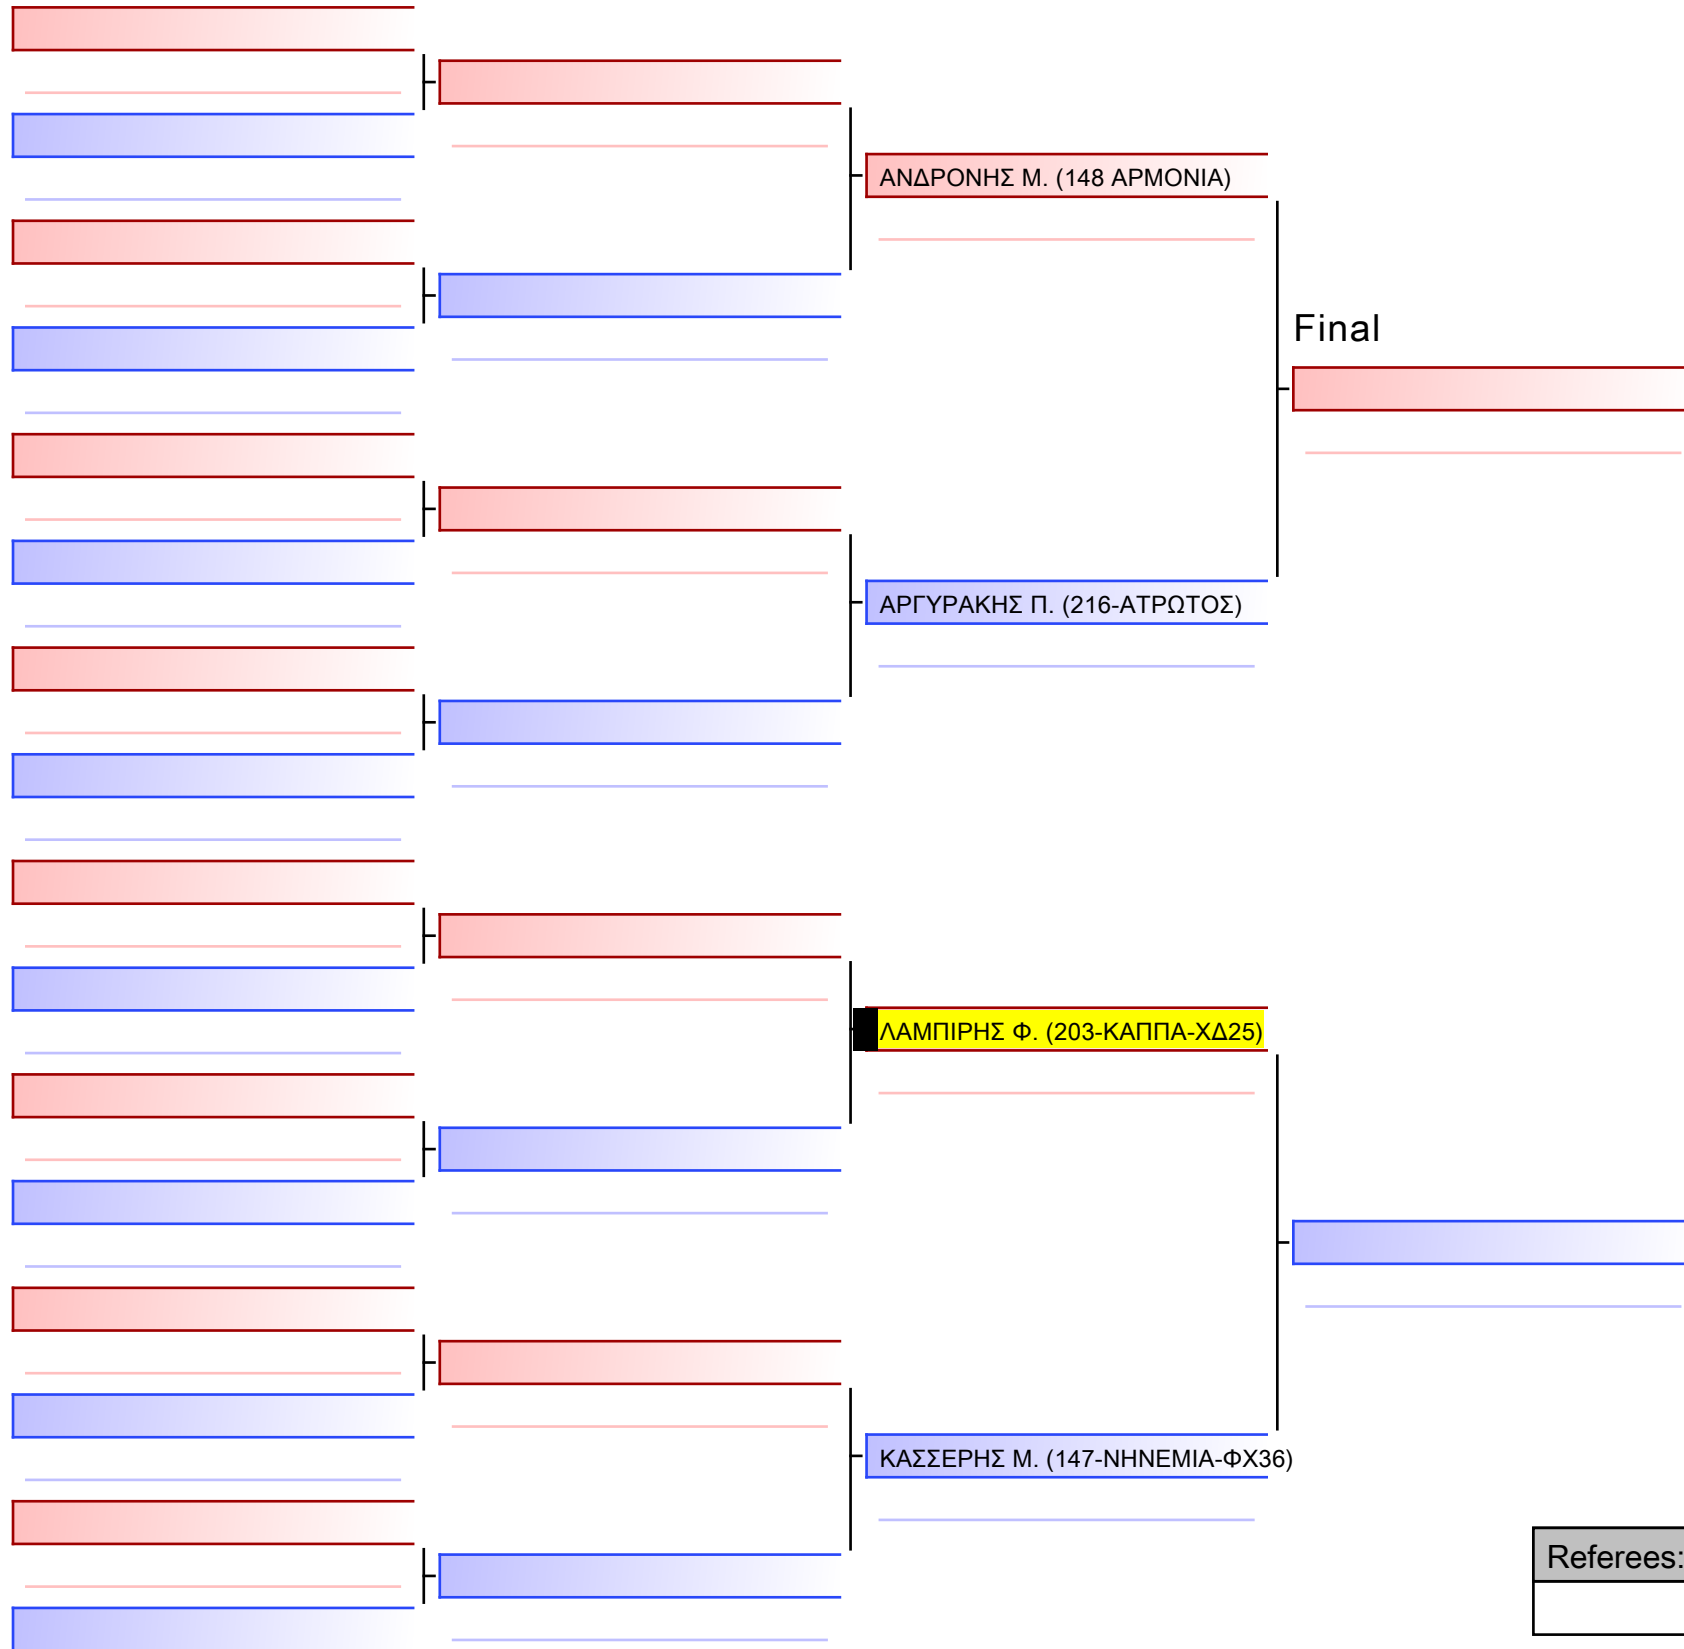 ΑΝΔΡΟΝΗΣ Μ. (148 ΑΡΜΟΝΙΑ)
Final
ΑΡΓΥΡΑΚΗΣ Π. (216-ΑΤΡΩΤΟΣ)
ΛΑΜΠΙΡΗΣ Φ. (203-ΚΑΠΠΑ-ΧΔ25)
ΚΑΣΣΕΡΗΣ Μ. (147-ΝΗΝΕΜΙΑ-ΦΧ36)
Referees: